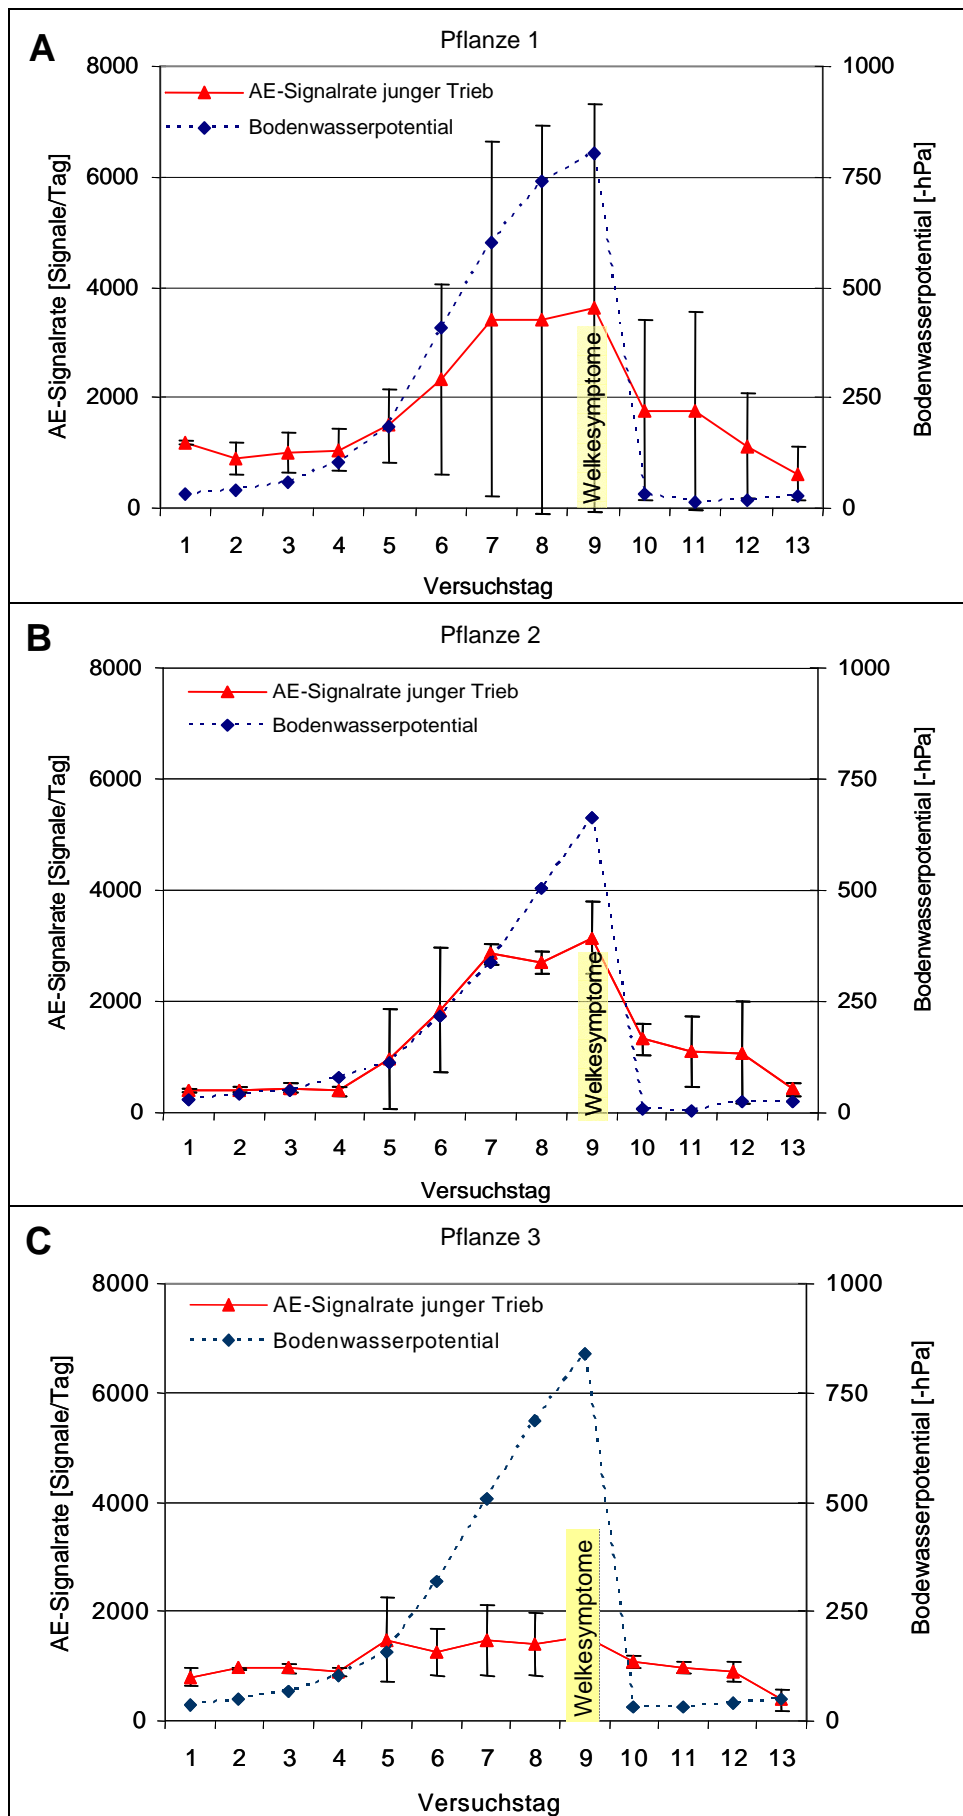 A
Pflanze 1
AE-Signalrate junger Trieb
Bodenwasserpotential
8000
6000
4000
2000
0
1000
750
500
250
0
AE-Signalrate [Signale/Tag]
Bodenwasserpotential [-hPa]
Welkesymptome
1 2 3 4 5 6 7 8 9 10 11 12 13
Versuchstag
B
Pflanze 2
AE-Signalrate junger Trieb
Bodenwasserpotential
8000
6000
4000
2000
0
1000
750
500
250
0
AE-Signalrate [Signale/Tag]
Bodenwasserpotential [-hPa]
Welkesymptome
1 2 3 4 5 6 7 8 9 10 11 12 13
Versuchstag
C
Pflanze 3
AE-Signalrate junger Trieb
Bodenwasserpotential
8000
6000
4000
2000
0
1000
750
500
250
0
AE-Signalrate [Signale/Tag]
Bodewasserpotential [-hPa]
Welkesymptome
1 2 3 4 5 6 7 8 9 10 11 12 13
Versuchstag